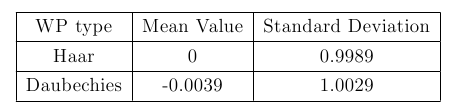 WP type Mean Value Standard Deviation
Haar 0 0.9989
Daubechies -0.0039 1.0029